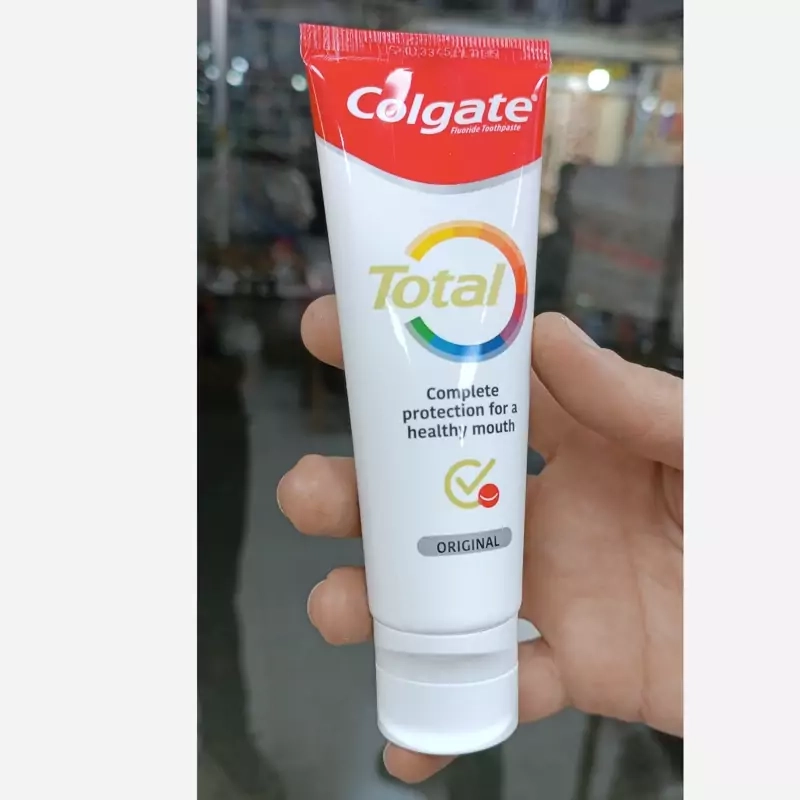 Colgate®
Fluoride Toothpaste
Total
Complete
protection for a
healthy mouth
ORIGINAL